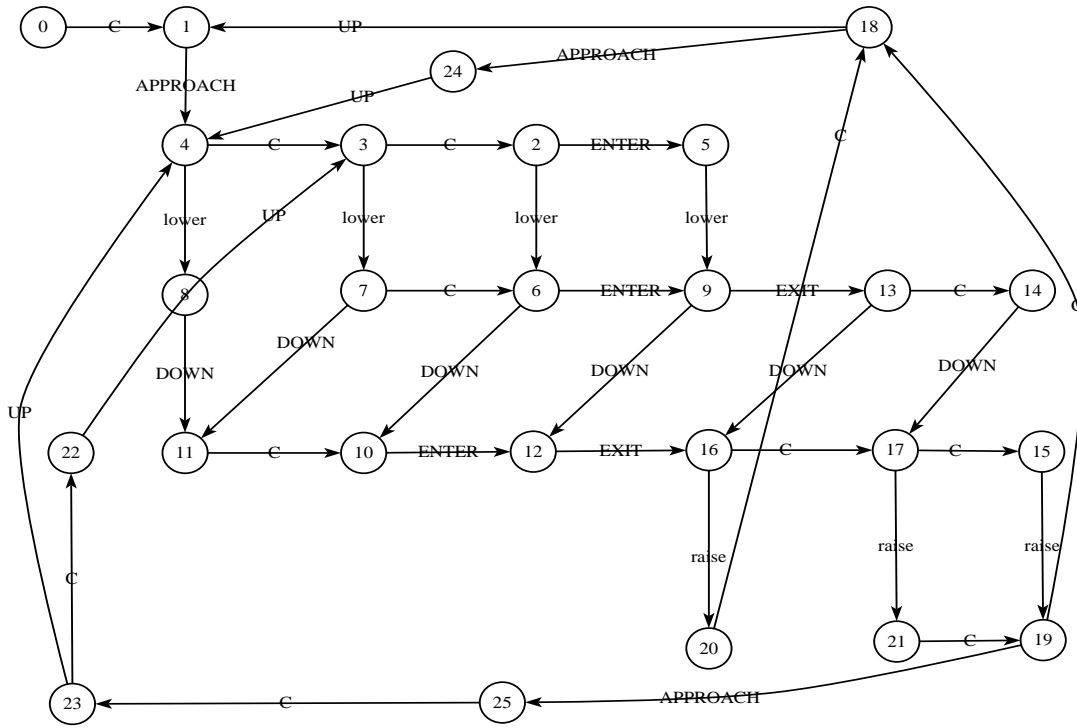 0 C 1 UP 18
APPROACH
24
APPROACH
UP
4 C 3 C 2 ENTER 5
C
lower UP lower lower lower
8 7 C 6 ENTER 9 EXIT 13 C 14
C
DOWN DOWN DOWN DOWN DOWN DOWN
UP
22 11 C 10 ENTER 12 EXIT 16 C 17 C 15
raise raise raise
C
20 21 C 19
23 C 25 APPROACH